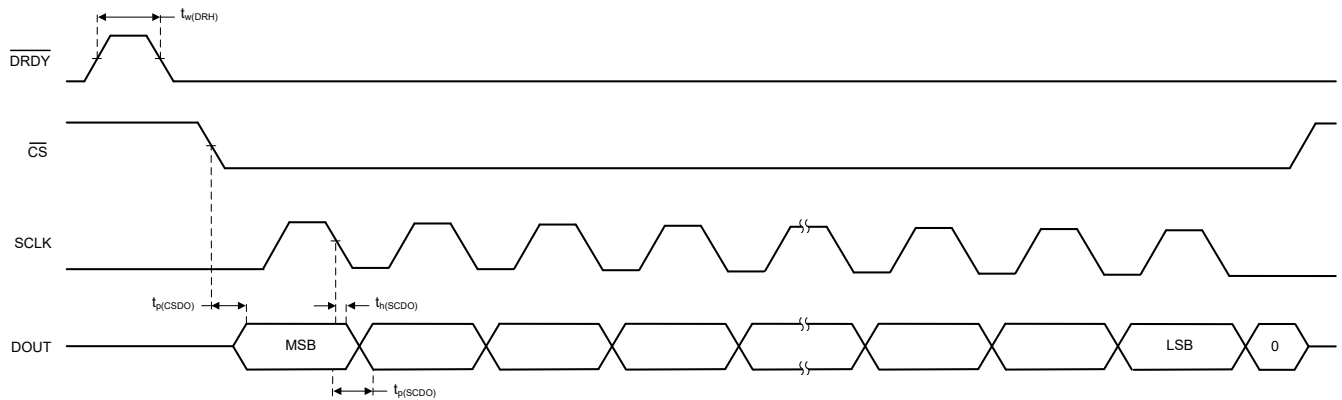 tw(DRH)
DRDY
CS
SCLK
tp(CSDO)
th(SCDO)
DOUT
MSB
LSB
0
tp(SCDO)